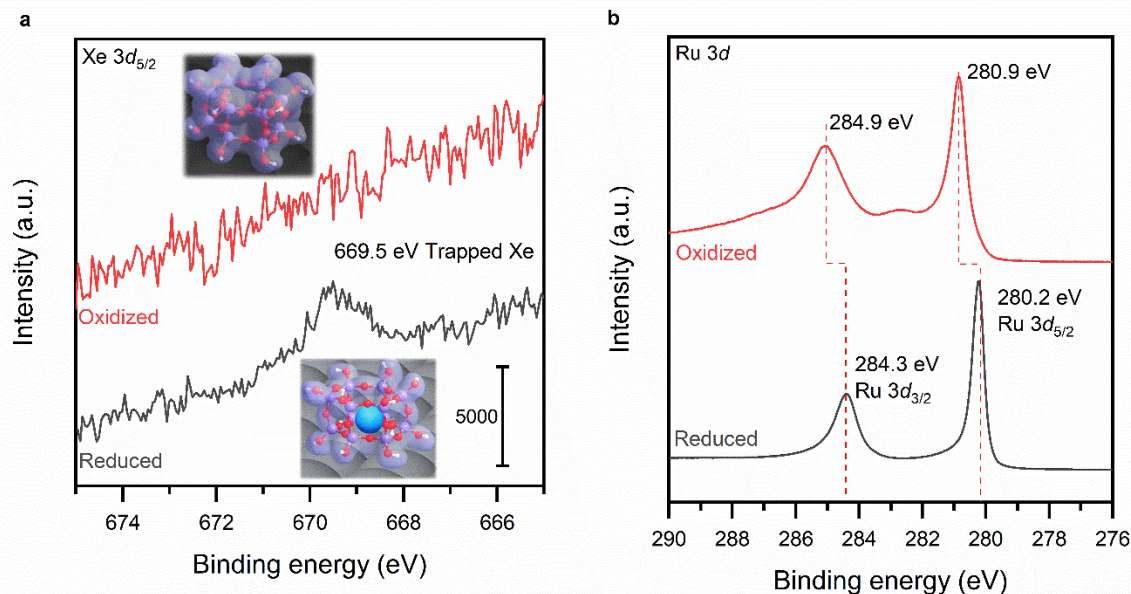 a
Xe 3d5/2
669.5 eV Trapped Xe
Oxidized
5000
Reduced
Intensity (a.u.)
674 672 670 668 666
Binding energy (eV)
b
Ru 3d
280.9 eV
284.9 eV
Oxidized
280.2 eV
Ru 3d5/2
284.3 eV
Ru 3d3/2
Reduced
Intensity (a.u.)
290 288 286 284 282 280 278 276
Binding energy (eV)